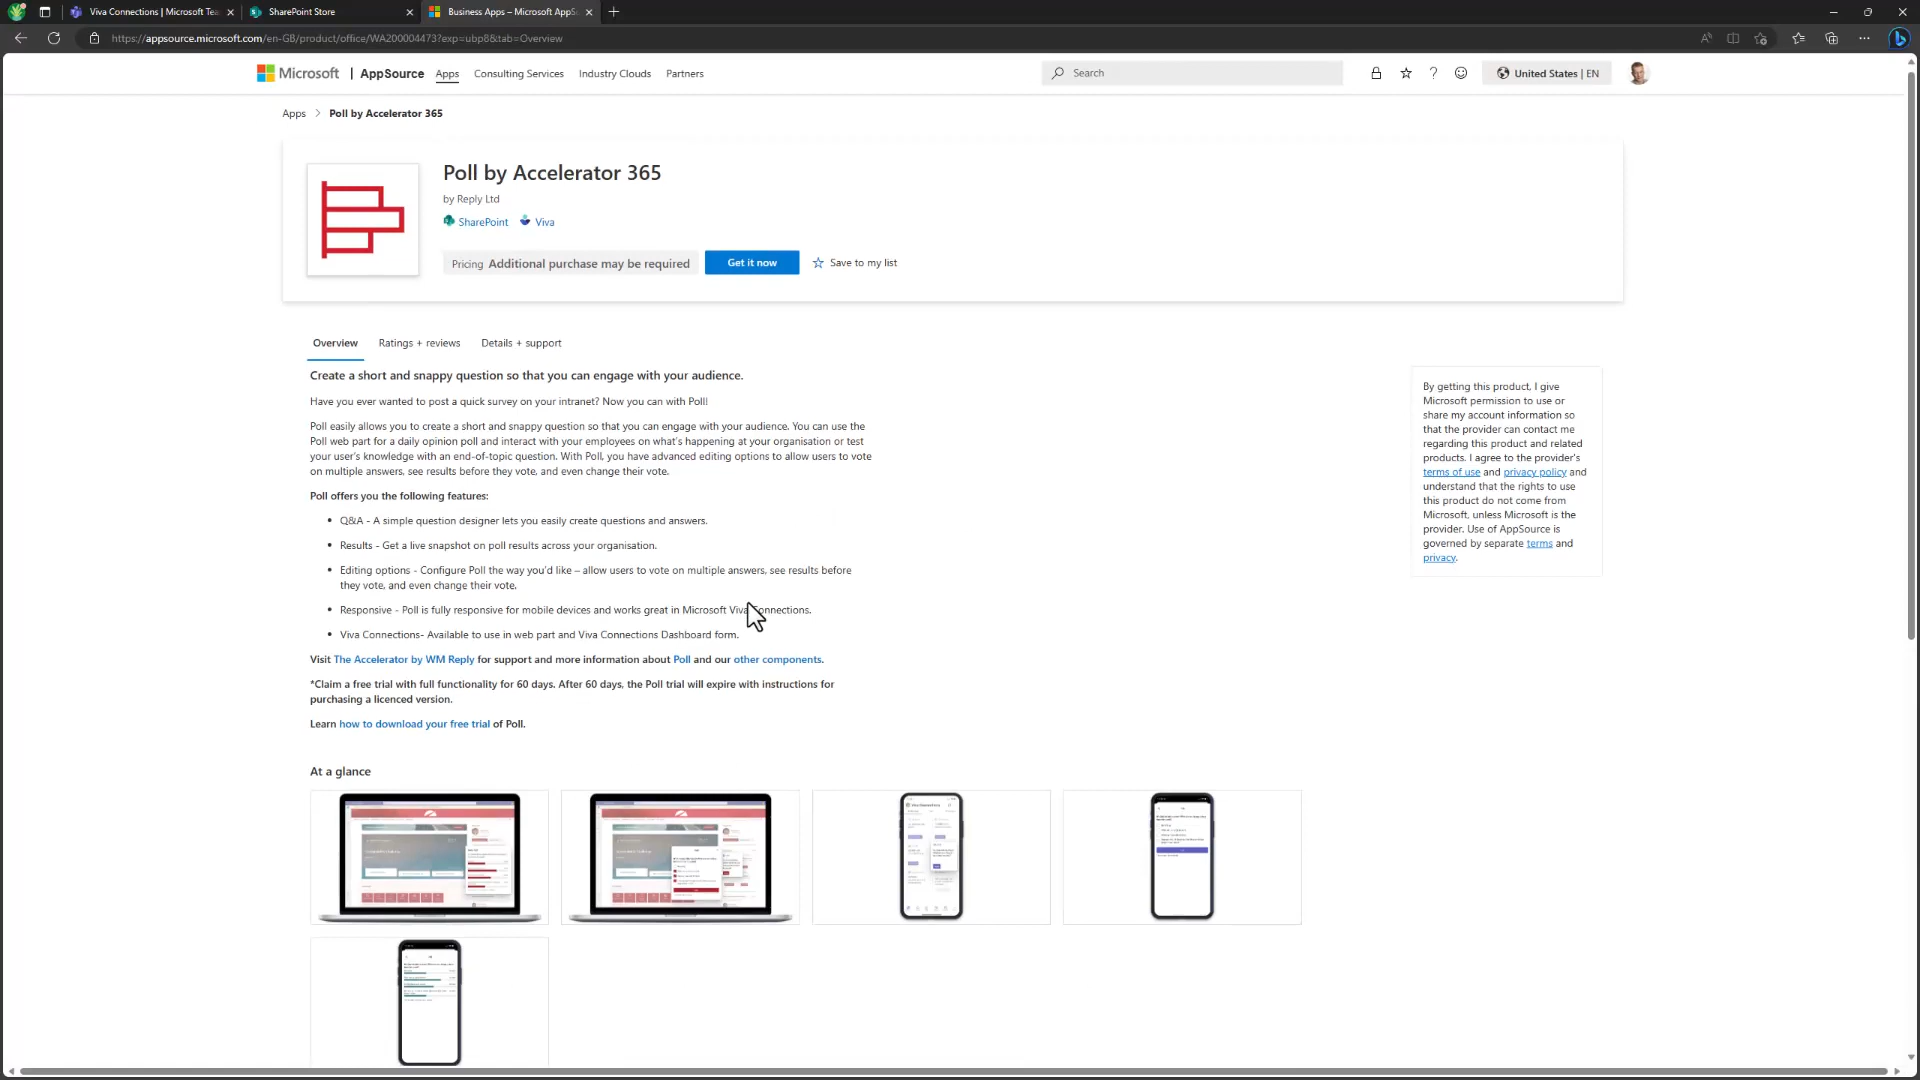 Viva Connections | Microsoft Tea
SharePoint Store
Business Apps – Microsoft AppS
https://appsource.microsoft.com/en-GB/product/office/WA200004473?exp=ubp8&tab=Overview
Microsoft | AppSource Apps Consulting Services Industry Clouds Partners
Search
United States | EN
Apps > Poll by Accelerator 365
Poll by Accelerator 365
by Reply Ltd
SharePoint Viva
Pricing Additional purchase may be required
Get it now
Save to my list
Overview Ratings + reviews Details + support
Create a short and snappy question so that you can engage with your audience.
Have you ever wanted to post a quick survey on your intranet? Now you can with Poll!
Poll easily allows you to create a short and snappy question so that you can engage with your audience. You can use the
Poll web part for a daily opinion poll and interact with your employees on what's happening at your organisation or test
your user's knowledge with an end-of-topic question. With Poll, you have advanced editing options to allow users to vote
on multiple answers, see results before they vote, and even change their vote.
Poll offers you the following features:
• Q&A - A simple question designer lets you easily create questions and answers.
• Results - Get a live snapshot on poll results across your organisation.
• Editing options - Configure Poll the way you'd like – allow users to vote on multiple answers, see results before
they vote, and even change their vote.
• Responsive - Poll is fully responsive for mobile devices and works great in Microsoft Viva Connections.
• Viva Connections- Available to use in web part and Viva Connections Dashboard form.
Visit The Accelerator by WM Reply for support and more information about Poll and our other components.
*Claim a free trial with full functionality for 60 days. After 60 days, the Poll trial will expire with instructions for
purchasing a licenced version.
Learn how to download your free trial of Poll.
By getting this product, I give
Microsoft permission to use or
share my account information so
that the provider can contact me
regarding this product and related
products. I agree to the provider's
terms of use and privacy policy and
understand that the rights to use
this product do not come from
Microsoft, unless Microsoft is the
provider. Use of AppSource is
governed by separate terms and
privacy.
At a glance